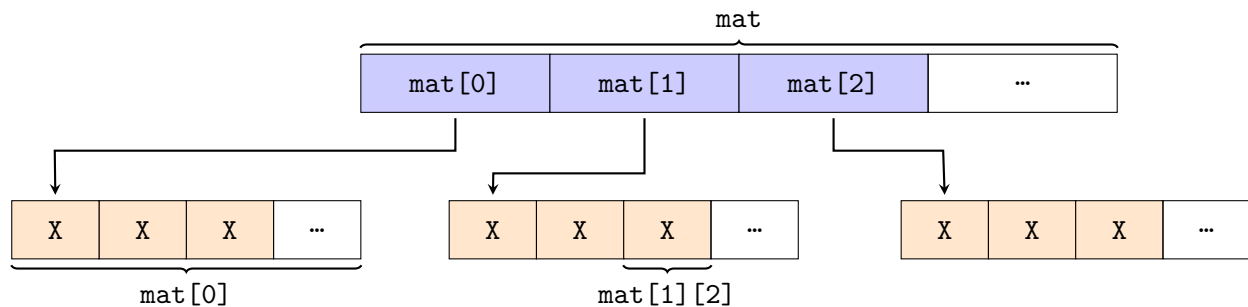 mat
mat[0] mat[1] mat[2] …
X X X … X X X … X X X …
mat[0] mat[1][2]